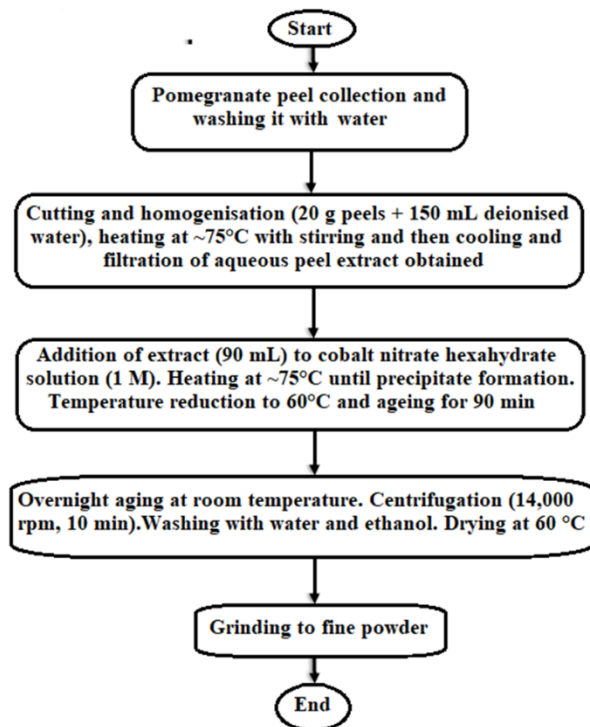 Start
Pomegranate peel collection and
washing it with water
Cutting and homogenisation (20 g peels + 150 mL deionised
water), heating at ~75°C with stirring and then cooling and
filtration of aqueous peel extract obtained
Addition of extract (90 mL) to cobalt nitrate hexahydrate
solution (1 M). Heating at ~75°C until precipitate formation.
Temperature reduction to 60°C and ageing for 90 min
Overnight aging at room temperature. Centrifugation (14,000
rpm, 10 min).Washing with water and ethanol. Drying at 60 °C
Grinding to fine powder
End